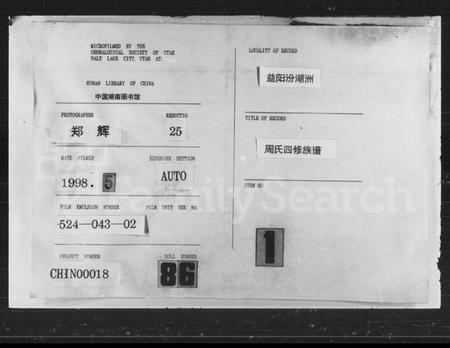 MICROFILMED BY THE
GENEALOGICAL SOCIETY OF UTAH
SALT LAKE CITY, UTAH AT:
HUNAN LIBRARY OF CHINA
中国湖南图书馆
PHOTOGRAPHER
REDUCTIO
郑 辉
25
DATE FILMED
EXPOSURE SETTION
1998. 5
AUTO
FILM EMULSION NUMBER
FILM UNIT SER NO.
524—043—02
PROJECT NUMBER
ROLL NUMBER
CHIN00018
86
LOCALITY OF RECORD
益阳汾湖洲
TITLE OF RECORD
周氏四修族谱
ITEM NO
1
FamilySearch